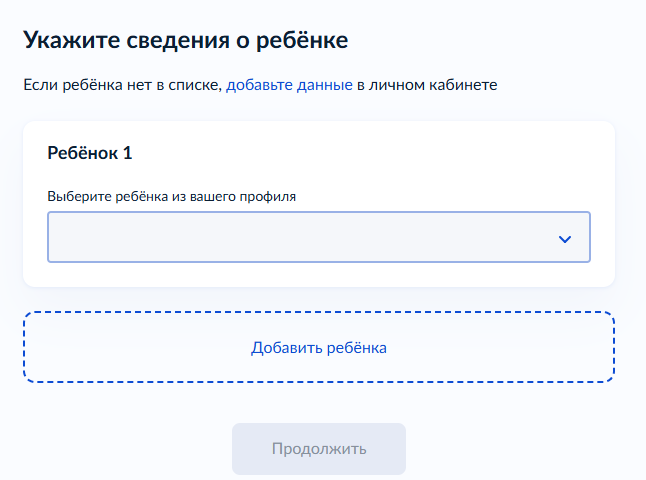 Укажите сведения о ребёнке
Если ребёнка нет в списке, добавьте данные в личном кабинете
Ребёнок 1
Выберите ребёнка из вашего профиля
Добавить ребёнка
Продолжить